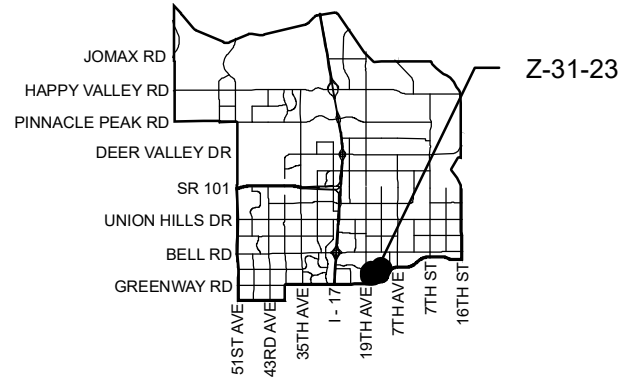 JOMAX RD
Z-31-23
HAPPY VALLEY RD
PINNACLE PEAK RD
DEER VALLEY DR
SR 101
UNION HILLS DR
BELL RD
GREENWAY RD
51ST AVE
43RD AVE
35TH AVE
I - 17
19TH AVE
7TH AVE
7TH ST
16TH ST